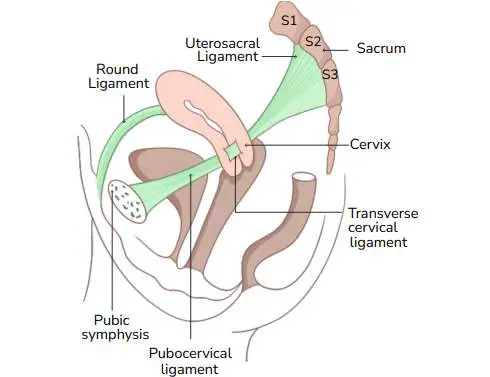 S1
S2
S3
Uterosacral
Ligament
Sacrum
Round
Ligament
Cervix
Transverse
cervical
ligament
Pubic
symphysis
Pubocervical
ligament